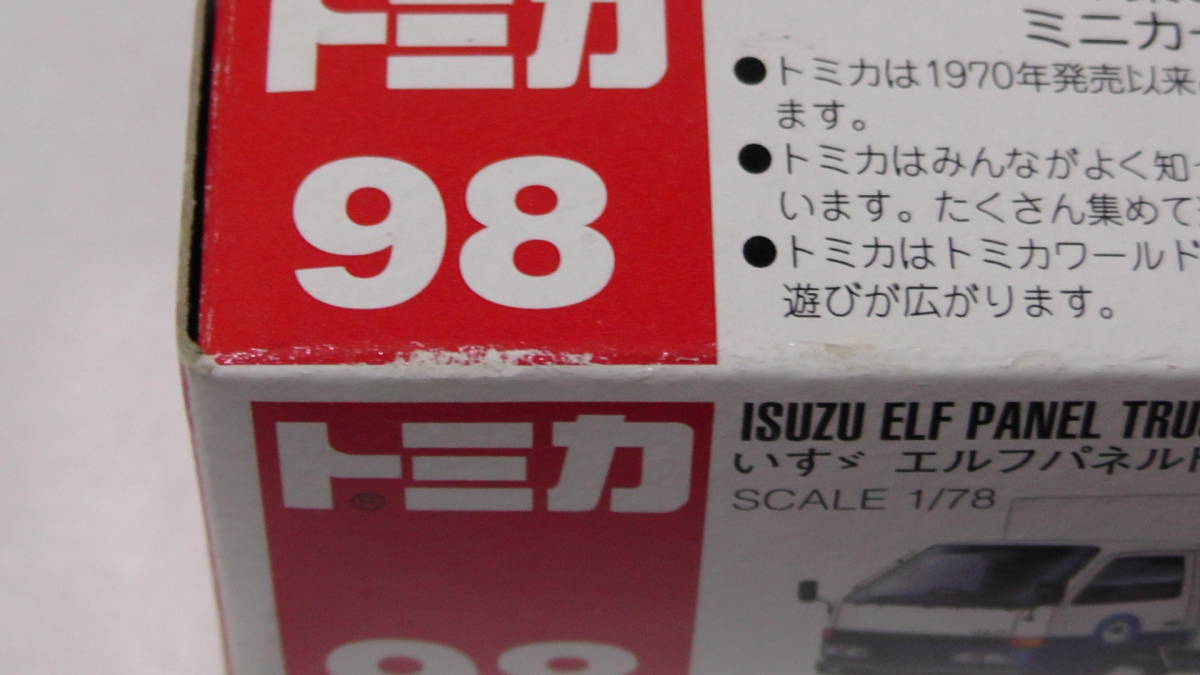 トミカ
98
ミニカ
●トミカは1970年発売以来
ます。
●トミカはみんながよく知
います。たくさん集めて
●トミカはトミカワールド
遊びが広がります。
トミカ®
98
ISUZU ELF PANEL TRU
いすゞ エルフパネル
SCALE 1/78